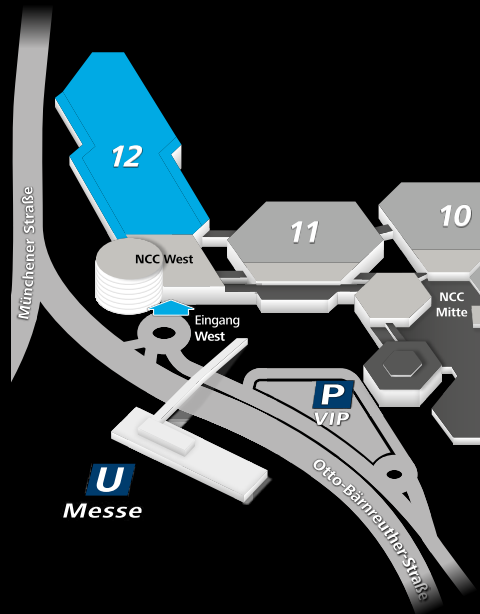 12
11
10
NCC West
NCC
Mitte
Münchener Straße
Eingang
West
P
VIP
U
Messe
Otto-Bärnreuther-Straße